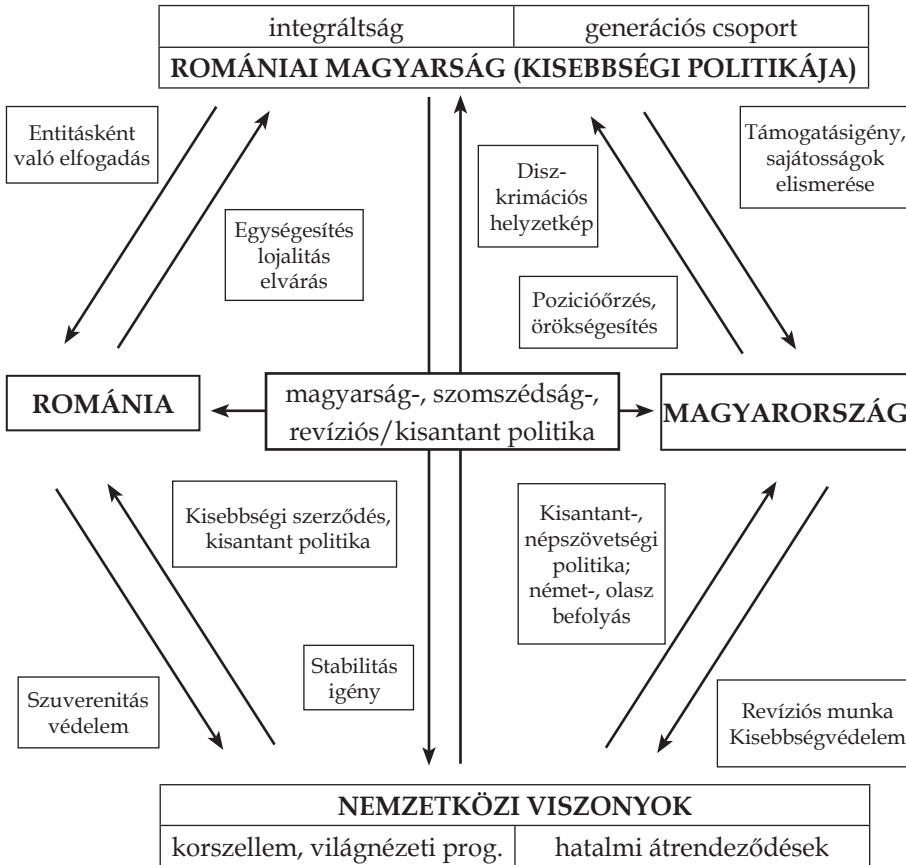 integráltság
generációs csoport
ROMÁNIAI MAGYARSÁG (KISEBBSÉGI POLITIKÁJA)
Entitásként
való elfogadás
Egységesítés
lojalitás
elvárás
Disz-
krimációs
helyzetkép
Támogatásigény,
sajátosságok
elismerése
Pozicióőrzés,
örökségesítés
ROMÁNIA
magyarság-, szomszédság-,
revíziós/kisantant politika
MAGYARORSZÁG
Kisebbségi szerződés,
kisantant politika
Kisantant-,
népszövetségi
politika;
német-, olasz
befolyás
Szuverenitás
védelem
Stabilitás
igény
Revíziós munka
Kisebbségvédelem
NEMZETKÖZI VISZONYOK
korszellem, világnézeti prog.
hatalmi átrendeződések